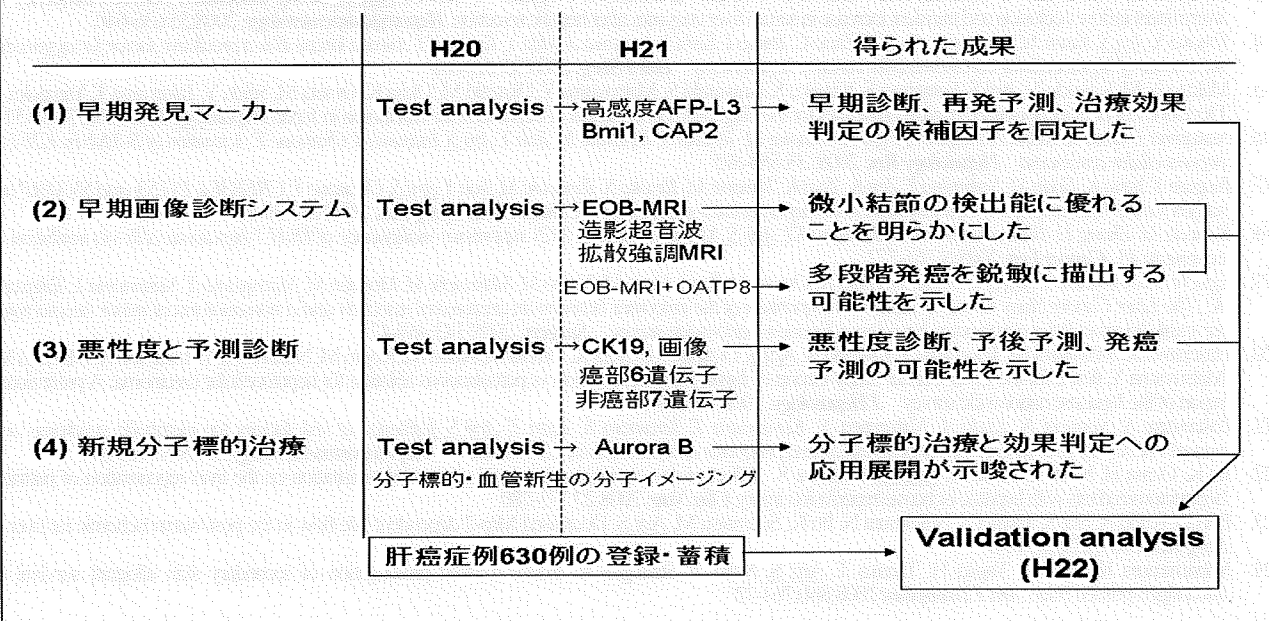 H20 H21 得られた成果
(1) 早期発見マーカー Test analysis → 高感度AFP-L3 → 早期診断、再発予測、治療効果
Bmi1, CAP2 判定の候補因子を同定した
(2) 早期画像診断システム Test analysis → EOB-MRI → 微小結節の検出能に優れる
造影超音波 ことを明らかにした
拡散強調MRI
EOB-MRI+OATP8 → 多段階発癌を鋭敏に描出する
可能性を示した
(3) 悪性度と予測診断 Test analysis → CK19, 画像 → 悪性度診断、予後予測、発癌
癌部6遺伝子 予測の可能性を示した
非癌部7遺伝子
(4) 新規分子標的治療 Test analysis → Aurora B → 分子標的治療と効果判定への
分子標的・血管新生の分子イメージング 応用展開が示唆された
肝癌症例630例の登録・蓄積 → Validation analysis
(H22)